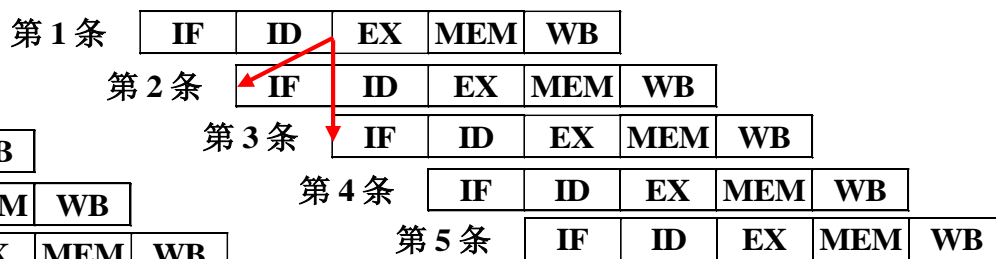 第 1 条 IF ID EX MEM WB
第 2 条 IF ID EX MEM WB
第 3 条 IF ID EX MEM WB
B
第 4 条 IF ID EX MEM WB
M WB
第 5 条 IF ID EX MEM WB
X MEM WB